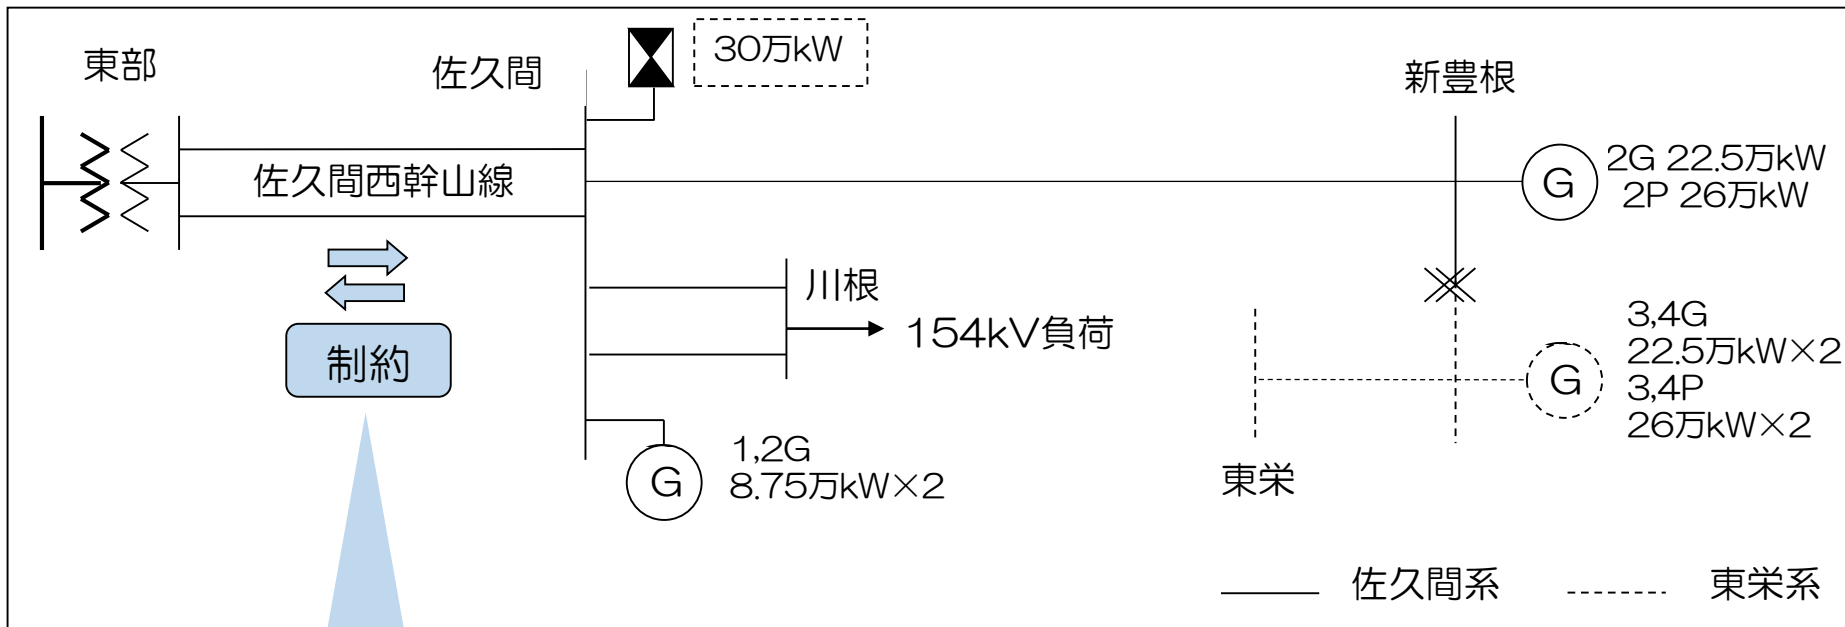 東部
佐久間
30万kW
新豊根
佐久間西幹山線
G
2G 22.5万kW
2P 26万kW
制約
川根
154kV負荷
3,4G
22.5万kW×2
3,4P
26万kW×2
G
1,2G
8.75万kW×2
G
東栄
佐久間系
東栄系